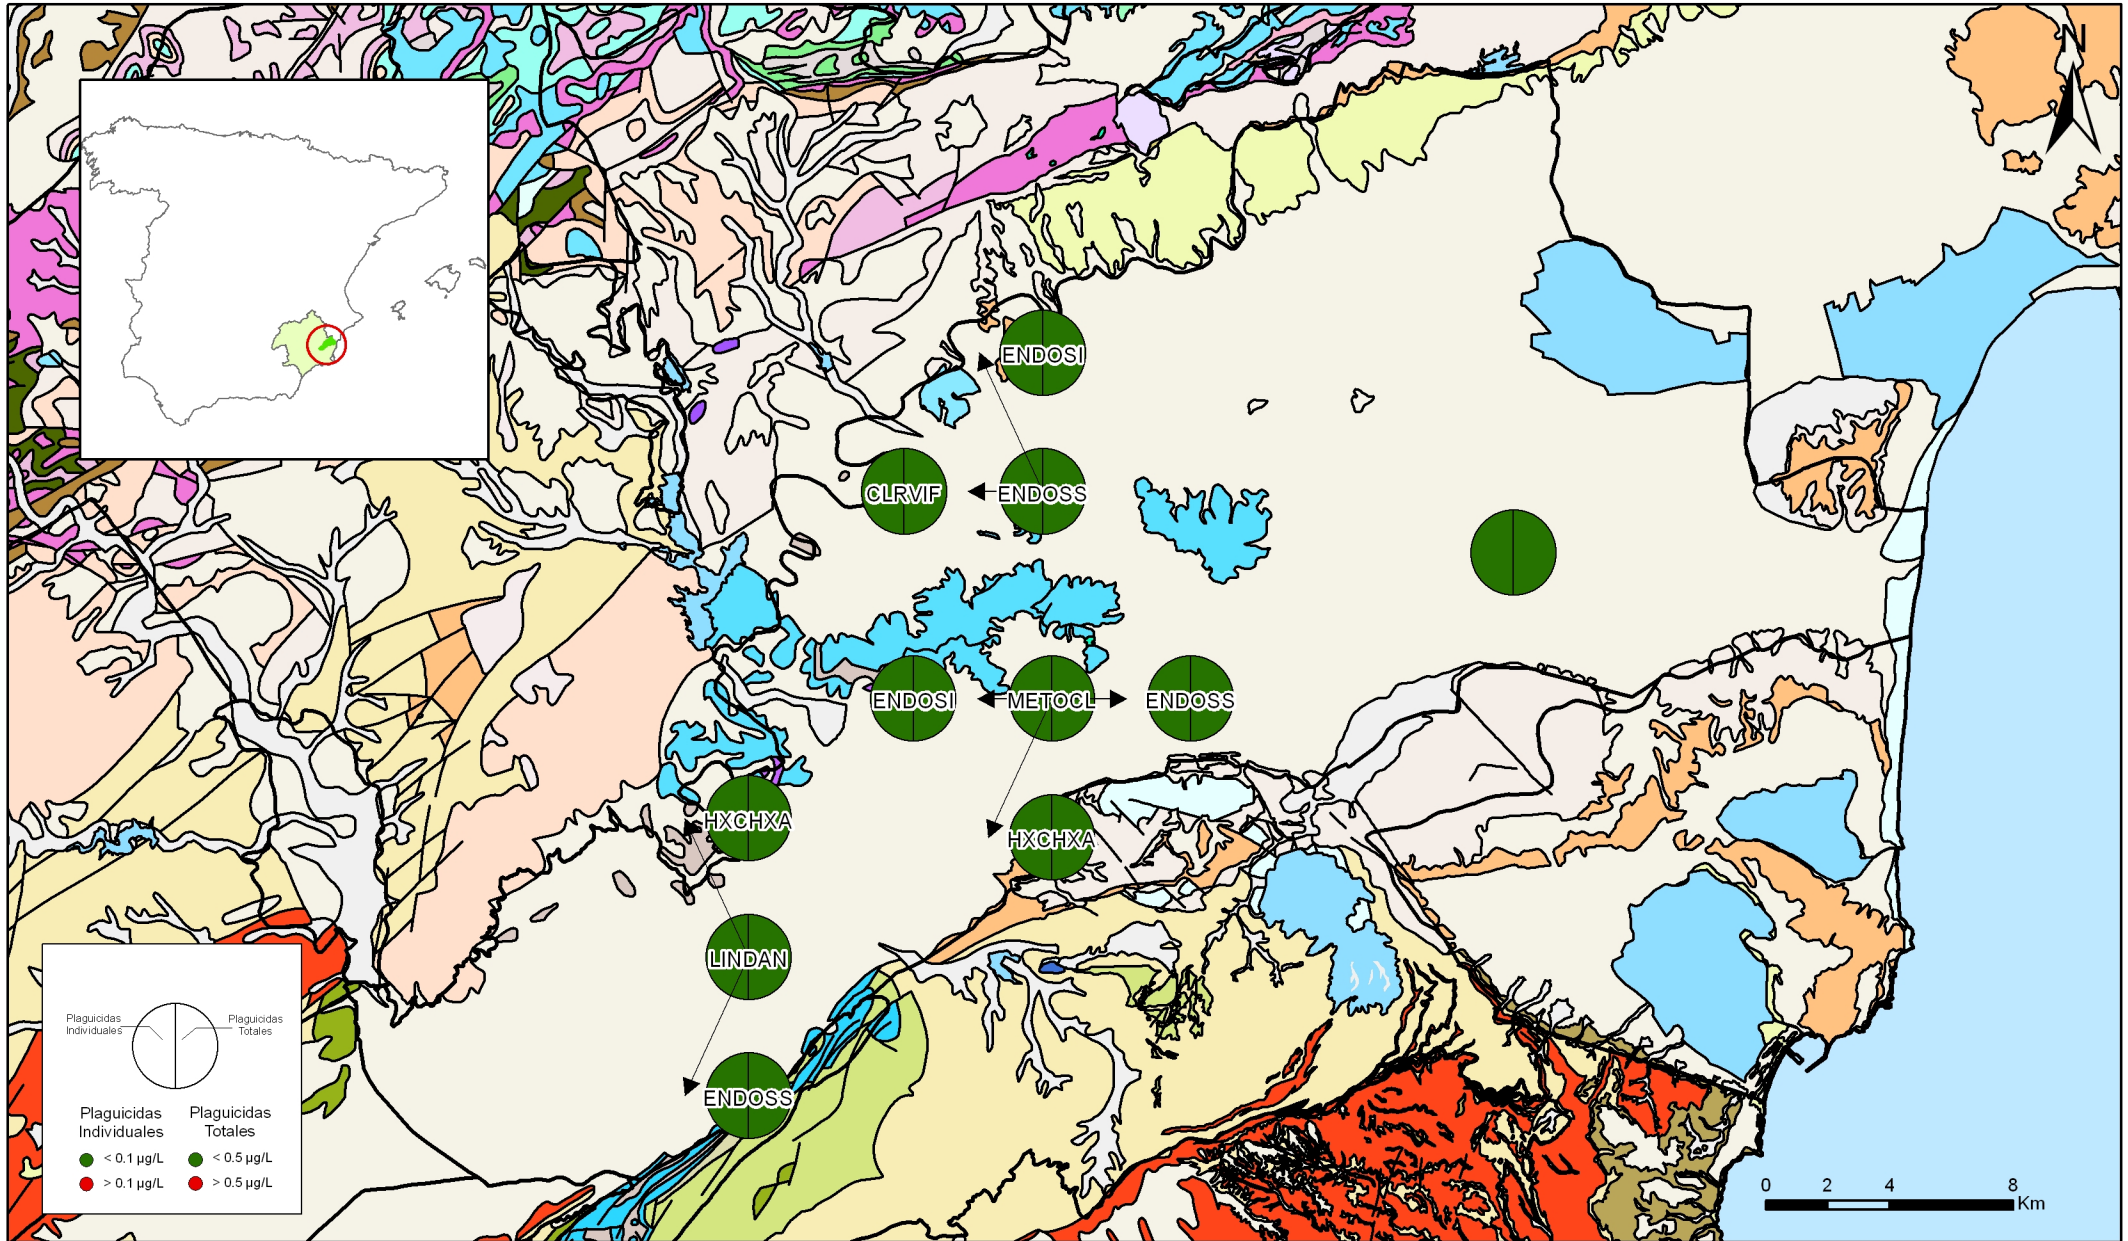 N
ENDOSI
CLRVIF
ENDOSS
ENDOSI
METOCL
ENDOSS
HXCHXA
HXCHXA
LINDAN
ENDOSS
Plaguicidas
Individuales
Plaguicidas
Totales
Plaguicidas
Individuales
Plaguicidas
Totales
< 0.1 µg/L
< 0.5 µg/L
> 0.1 µg/L
> 0.5 µg/L
0 2 4 8
Km